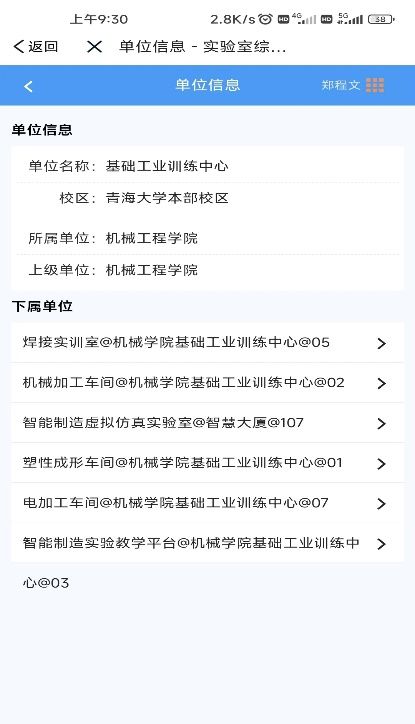 上午9:30 2.8K/s HD 4G HD 5G 38
返回 单位信息 - 实验室综...
单位信息 郑程文
单位信息
单位名称: 基础工业训练中心
校区: 青海大学本部校区
所属单位: 机械工程学院
上级单位: 机械工程学院
下属单位
焊接实训室@机械学院基础工业训练中心@05
机械加工车间@机械学院基础工业训练中心@02
智能制造虚拟仿真实验室@智慧大厦@107
塑性成形车间@机械学院基础工业训练中心@01
电加工车间@机械学院基础工业训练中心@07
智能制造实验教学平台@机械学院基础工业训练中
心@03